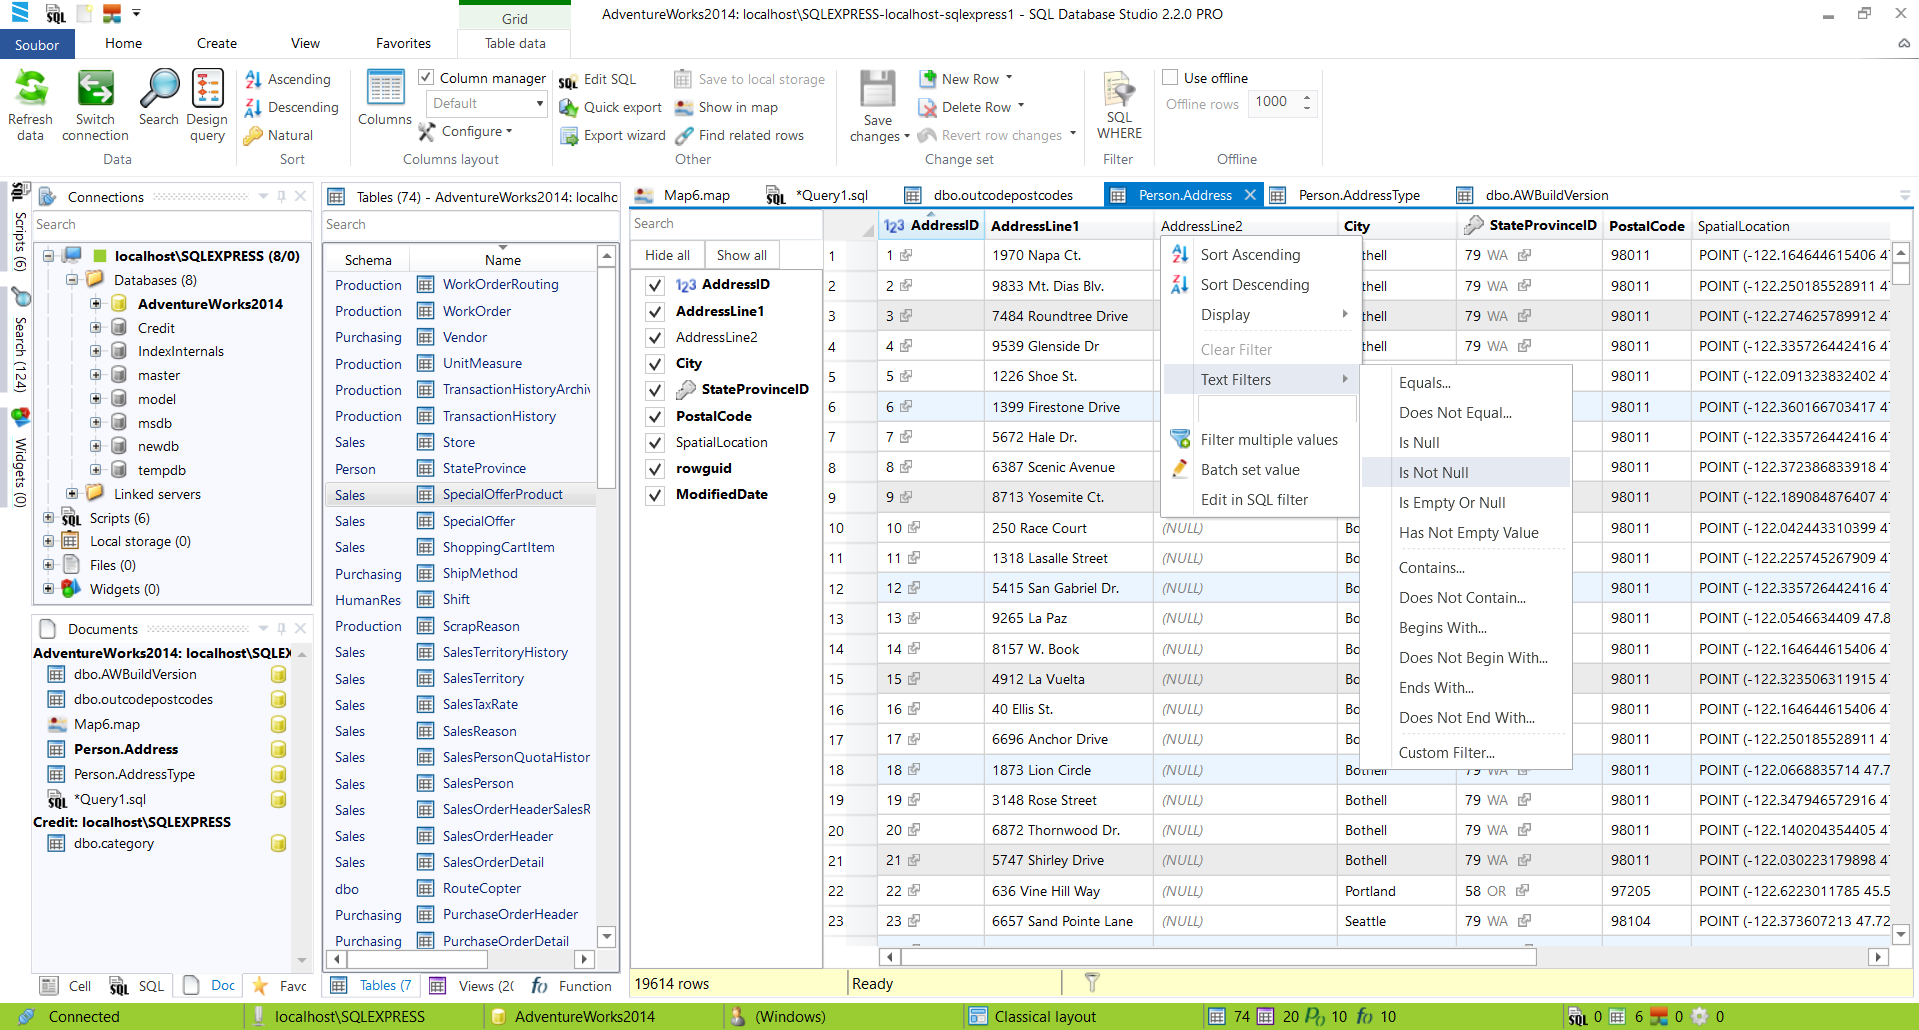 SQL
Grid
AdventureWorks2014: localhost\SQLEXPRESS-localhost-sqlexpress1 - SQL Database Studio 2.2.0 PRO
Soubor
Home
Create
View
Favorites
Table data
Refresh data
Switch connection
Search
Design query
Data
Ascending
Descending
Natural
Sort
Columns
Column manager
Default
Configure
Columns layout
Edit SQL
Quick export
Export wizard
Save to local storage
Show in map
Find related rows
Other
Save changes
New Row
Delete Row
Revert row changes
Change set
SQL WHERE
Filter
Use offline
Offline rows 1000
Offline
SQL Scripts (6)
Search (124)
Widgets (0)
Connections
Search
localhost\SQLEXPRESS (8/0)
Databases (8)
AdventureWorks2014
Credit
IndexInternals
master
model
msdb
newdb
tempdb
Linked servers
Scripts (6)
Local storage (0)
Files (0)
Widgets (0)
Documents
AdventureWorks2014: localhost\SQLEX
dbo.AWBuildVersion
dbo.outcodepostcodes
Map6.map
Person.Address
Person.AddressType
*Query1.sql
Credit: localhost\SQLEXPRESS
dbo.category
Cell
SQL
Doc
Favc
Tables (74) - AdventureWorks2014: localho
Search
Schema Name
Production WorkOrderRouting
Production WorkOrder
Purchasing Vendor
Production UnitMeasure
Production TransactionHistoryArchiv
Production TransactionHistory
Sales Store
Person StateProvince
Sales SpecialOfferProduct
Sales SpecialOffer
Sales ShoppingCartItem
Purchasing ShipMethod
HumanRes Shift
Production ScrapReason
Sales SalesTerritoryHistory
Sales SalesTerritory
Sales SalesTaxRate
Sales SalesReason
Sales SalesPersonQuotaHistor
Sales SalesPerson
Sales SalesOrderHeaderSalesR
Sales SalesOrderHeader
Sales SalesOrderDetail
dbo RouteCopter
Purchasing PurchaseOrderHeader
Purchasing PurchaseOrderDetail
Tables (7
Views (2(
fo Function
Map6.map
*Query1.sql
dbo.outcodepostcodes
Person.Address
Person.AddressType
dbo.AWBuildVersion
Search
Hide all Show all
123 AddressID
AddressLine1
AddressLine2
City
StateProvinceID
PostalCode
SpatialLocation
rowguid
ModifiedDate
123 AddressID AddressLine1 AddressLine2 City StateProvinceID PostalCode SpatialLocation
1 1 1970 Napa Ct. thell 79 WA 98011 POINT (-122.164644615406 4
2 2 9833 Mt. Dias Blv. thell 79 WA 98011 POINT (-122.250185528911 4
3 3 7484 Roundtree Drive thell 79 WA 98011 POINT (-122.274625789912 4
4 4 9539 Glenside Dr thell 79 WA 98011 POINT (-122.335726442416 4
5 5 1226 Shoe St. 98011 POINT (-122.091323832402 4
6 6 1399 Firestone Drive 98011 POINT (-122.360166703417 4
7 7 5672 Hale Dr. 98011 POINT (-122.335726442416 4
8 8 6387 Scenic Avenue 98011 POINT (-122.372386833918 4
9 9 8713 Yosemite Ct. 98011 POINT (-122.189084876407 4
10 10 250 Race Court (NULL) Bo 98011 POINT (-122.042443310399 4
11 11 1318 Lasalle Street (NULL) Bo 98011 POINT (-122.225745267909 4
12 12 5415 San Gabriel Dr. (NULL) Bo 98011 POINT (-122.335726442416 4
13 13 9265 La Paz (NULL) Bo 98011 POINT (-122.0546634409 47.8
14 14 8157 W. Book (NULL) Bo 98011 POINT (-122.164644615406 4
15 15 4912 La Vuelta (NULL) Bo 98011 POINT (-122.323506311915 4
16 16 40 Ellis St. (NULL) Bo 98011 POINT (-122.164644615406 4
17 17 6696 Anchor Drive (NULL) Bo 98011 POINT (-122.250185528911 4
18 18 1873 Lion Circle (NULL) Bothell 79 WA 98011 POINT (-122.0668835714 47.7
19 19 3148 Rose Street (NULL) Bothell 79 WA 98011 POINT (-122.347946572916 4
20 20 6872 Thornwood Dr. (NULL) Bothell 79 WA 98011 POINT (-122.140204354405 4
21 21 5747 Shirley Drive (NULL) Bothell 79 WA 98011 POINT (-122.030223179898 4
22 22 636 Vine Hill Way (NULL) Portland 58 OR 97205 POINT (-122.6223011785 45.5
23 23 6657 Sand Pointe Lane (NULL) Seattle 79 WA 98104 POINT (-122.373607213 47.72
Sort Ascending
Sort Descending
Display
Clear Filter
Text Filters
Filter multiple values
Batch set value
Edit in SQL filter
Equals...
Does Not Equal...
Is Null
Is Not Null
Is Empty Or Null
Has Not Empty Value
Contains...
Does Not Contain...
Begins With...
Does Not Begin With...
Ends With...
Does Not End With...
Custom Filter...
19614 rows
Ready
Connected
localhost\SQLEXPRESS
AdventureWorks2014
(Windows)
Classical layout
74 20 10 fo 10
SQL 0 6 0 0